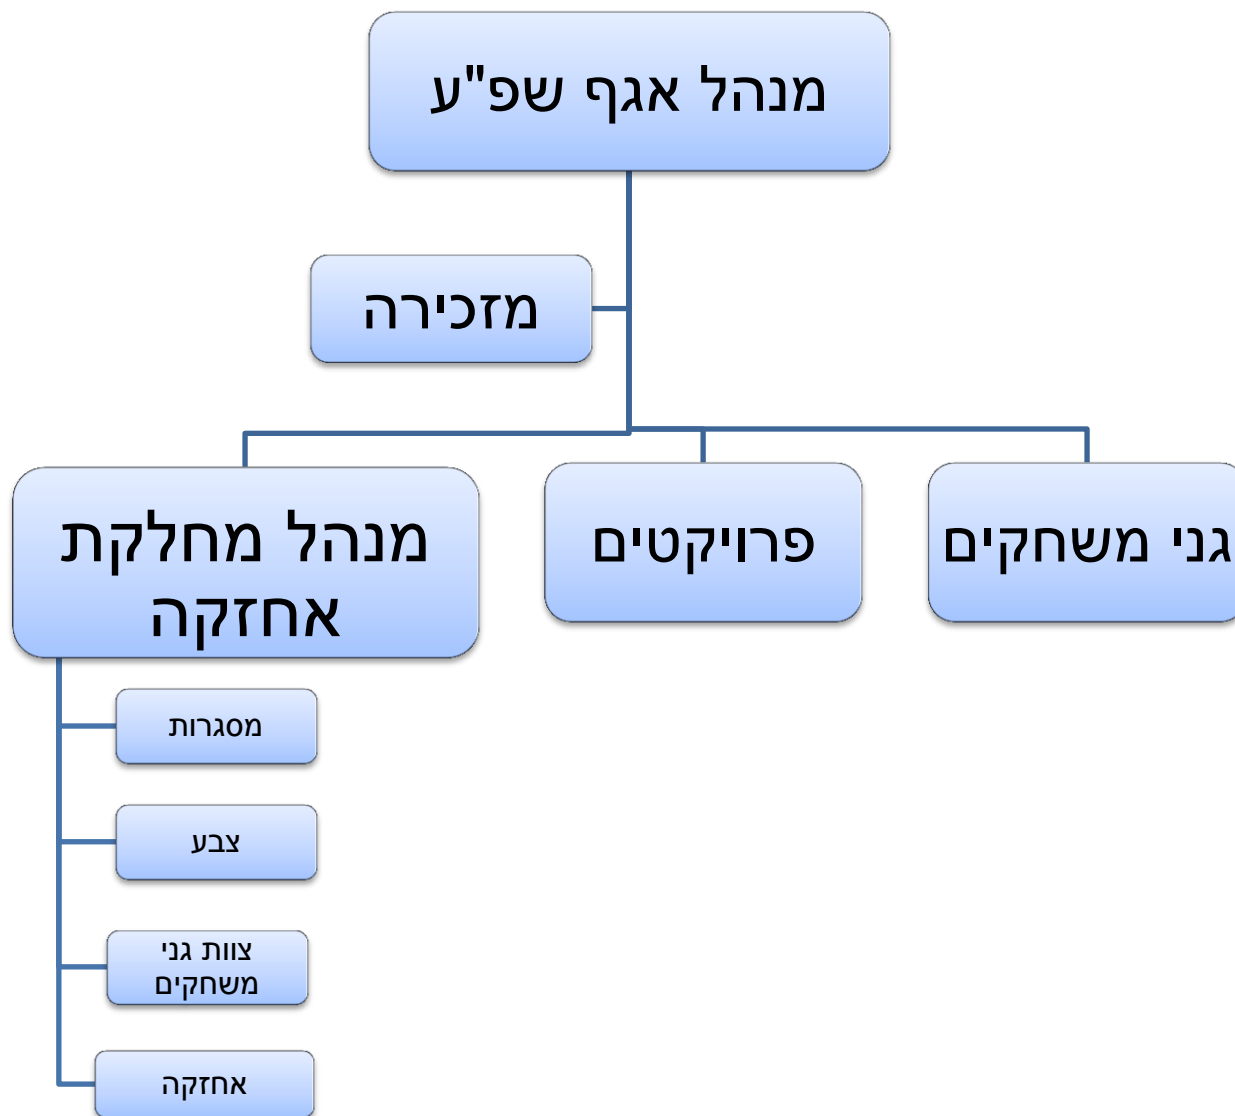 מנהל אגף שפ"ע
מזכירה
גני משחקים
פרויקטים
מנהל מחלקת
אחזקה
מסגרות
צבע
צוות גני
משחקים
אחזקה